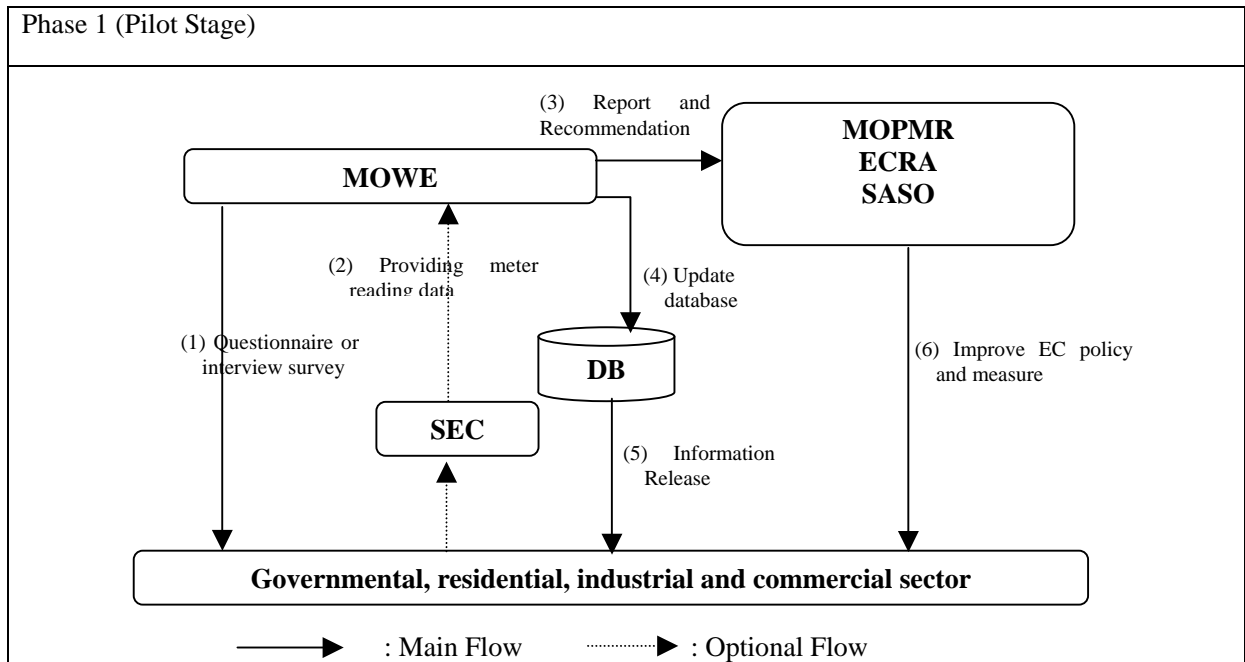 Phase 1 (Pilot Stage)
(3) Report and
Recommendation
MOPMR
ECRA
SASO
MOWE
(2) Providing meter
reading data
(4) Update
database
(1) Questionnaire or
interview survey
DB
(6) Improve EC policy
and measure
SEC
(5) Information
Release
Governmental, residential, industrial and commercial sector
: Main Flow
: Optional Flow